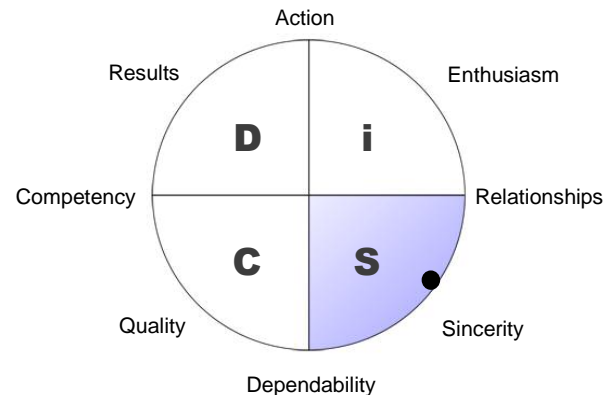 Action
Results
Enthusiasm
D
i
Competency
Relationships
C
S
Quality
Sincerity
Dependability